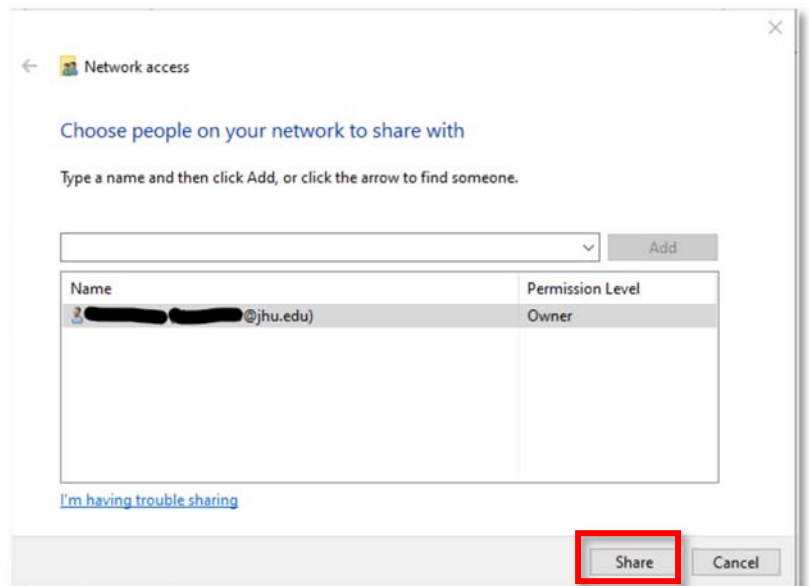 Network access
Choose people on your network to share with
Type a name and then click Add, or click the arrow to find someone.
Add
Name Permission Level
@jhu.edu) Owner
I'm having trouble sharing
Share Cancel